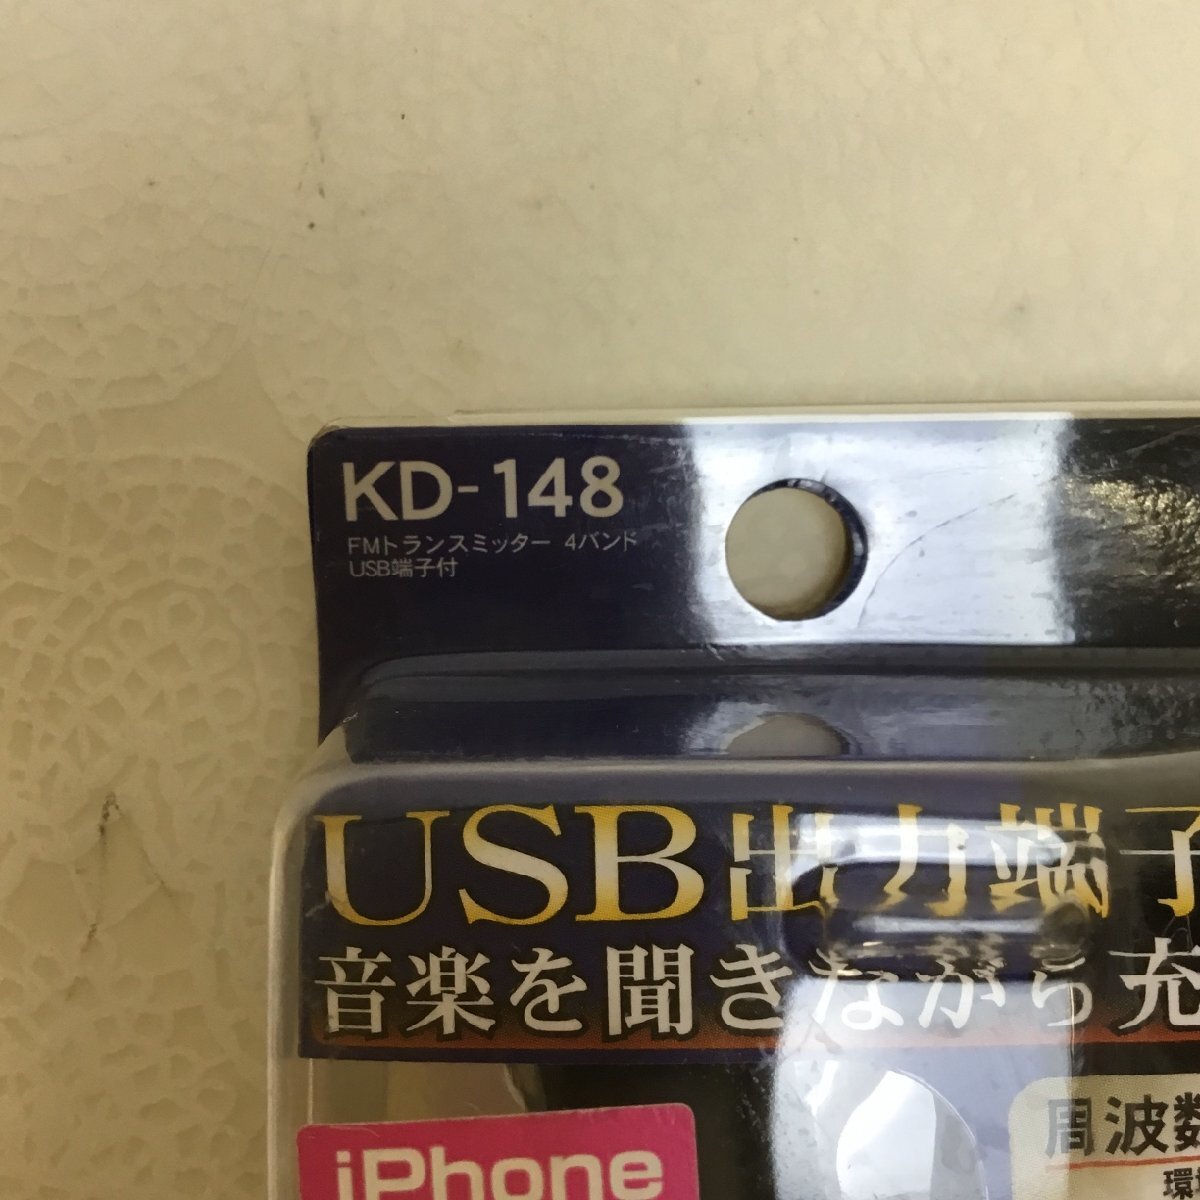 KD-148
FMトランスミッター 4バンド
USB端子付
USB出力端子
音楽を聞きながら充
iPhone
周波数
環